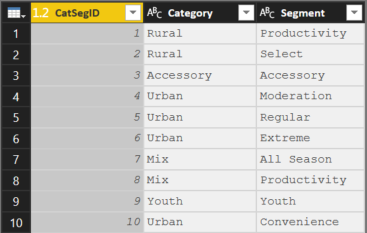 1.2 CatSegID ABC Category ABC Segment
1 1 Rural Productivity
2 2 Rural Select
3 3 Accessory Accessory
4 4 Urban Moderation
5 5 Urban Regular
6 6 Urban Extreme
7 7 Mix All Season
8 8 Mix Productivity
9 9 Youth Youth
10 10 Urban Convenience